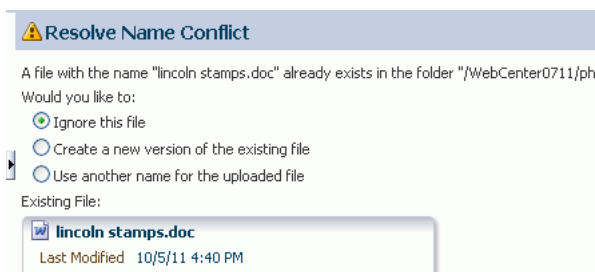 Resolve Name Conflict
A file with the name "lincoln stamps.doc" already exists in the folder "/WebCenter0711/ph
Would you like to:
Ignore this file
Create a new version of the existing file
Use another name for the uploaded file
Existing File:
lincoln stamps.doc
Last Modified 10/5/11 4:40 PM